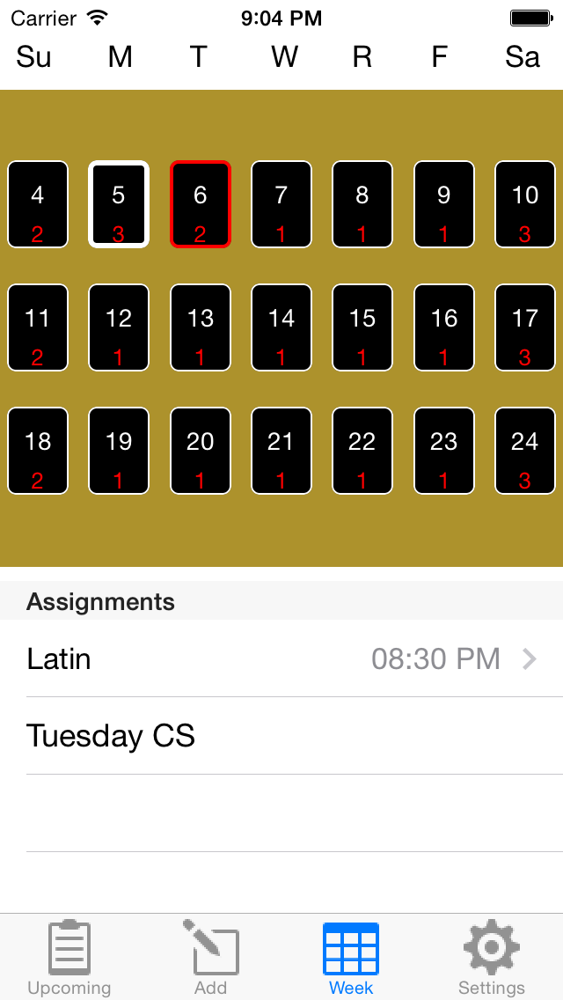 Carrier 9:04 PM
Su M T W R F Sa
4 5 6 7 8 9 10
2 3 2 1 1 1 3
11 12 13 14 15 16 17
2 1 1 1 1 1 3
18 19 20 21 22 23 24
2 1 1 1 1 1 3
Assignments
Latin 08:30 PM
Tuesday CS
Upcoming Add Week Settings